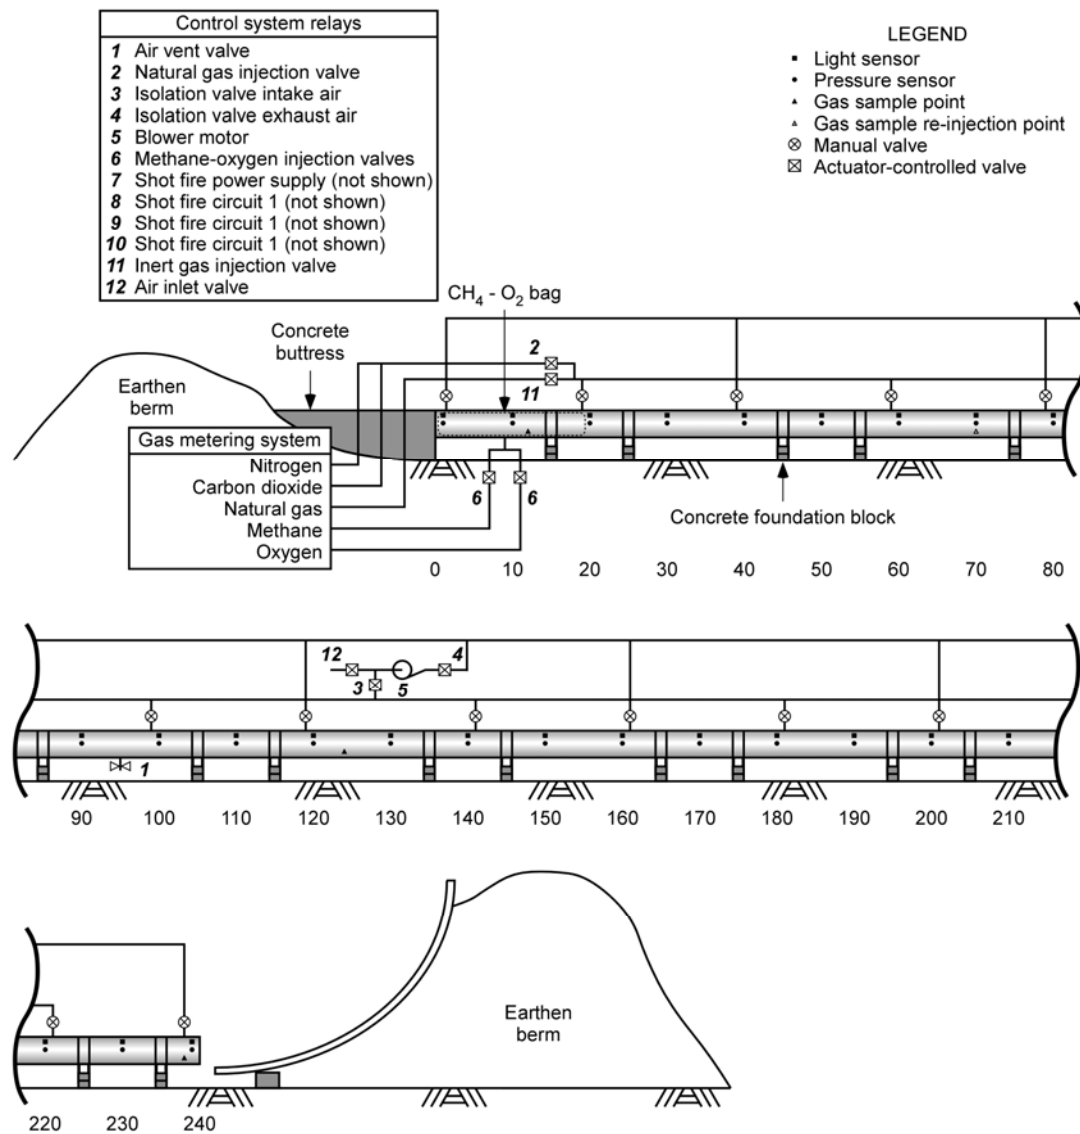 Control system relays
1 Air vent valve
2 Natural gas injection valve
3 Isolation valve intake air
4 Isolation valve exhaust air
5 Blower motor
6 Methane-oxygen injection valves
7 Shot fire power supply (not shown)
8 Shot fire circuit 1 (not shown)
9 Shot fire circuit 1 (not shown)
10 Shot fire circuit 1 (not shown)
11 Inert gas injection valve
12 Air inlet valve
LEGEND
Light sensor
Pressure sensor
Gas sample point
Gas sample re-injection point
Manual valve
Actuator-controlled valve
CH4 - O2 bag
Concrete
buttress
2
11
Earthen
berm
Gas metering system
Nitrogen
Carbon dioxide
Natural gas
Methane
Oxygen
6 6
Concrete foundation block
0 10 20 30 40 50 60 70 80
12 4
3 5
1
90 100 110 120 130 140 150 160 170 180 190 200 210
Earthen
berm
220 230 240